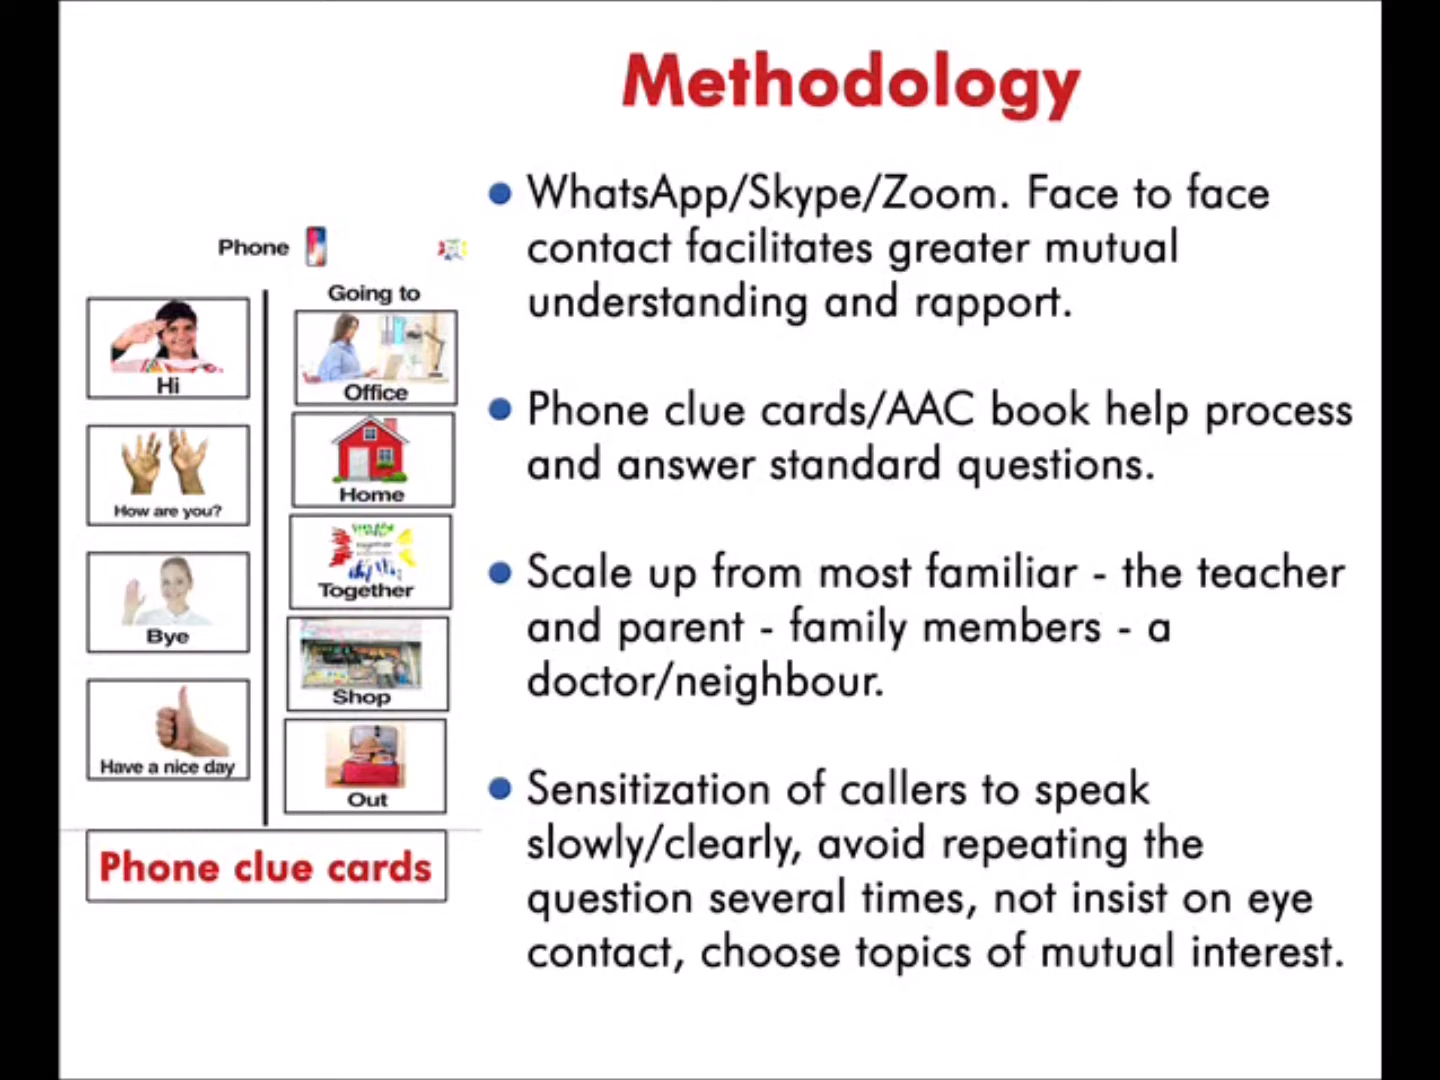 Methodology
Phone
Hi
How are you?
Bye
Have a nice day
Going to
Office
Home
together
Together
Shop
Out
Phone clue cards
WhatsApp/Skype/Zoom. Face to face
contact facilitates greater mutual
understanding and rapport.
Phone clue cards/AAC book help process
and answer standard questions.
Scale up from most familiar - the teacher
and parent - family members - a
doctor/neighbour.
Sensitization of callers to speak
slowly/clearly, avoid repeating the
question several times, not insist on eye
contact, choose topics of mutual interest.